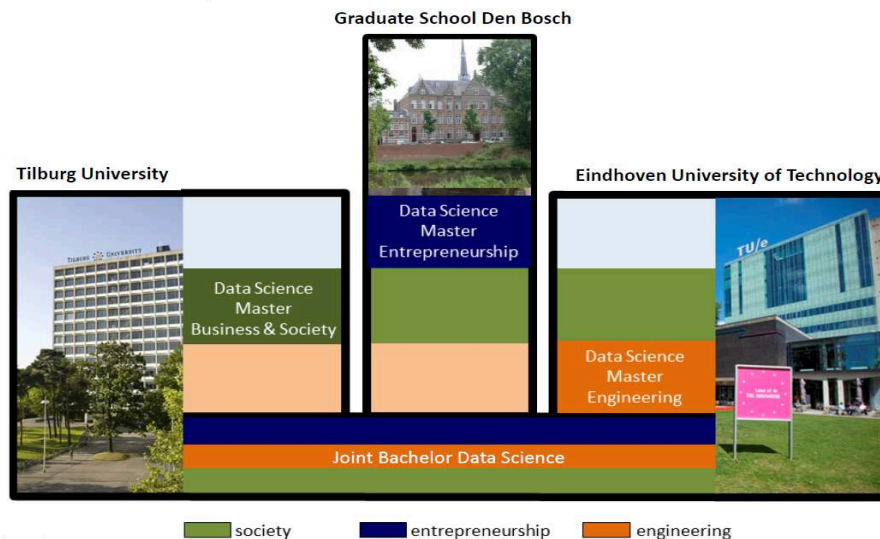 Graduate School Den Bosch
Tilburg University
Eindhoven University of Technology
TILBURG UNIVERSITY
TU/e
Data Science
Master
Entrepreneurship
Data Science
Master
Business & Society
Data Science
Master
Engineering
Joint Bachelor Data Science
society
entrepreneurship
engineering